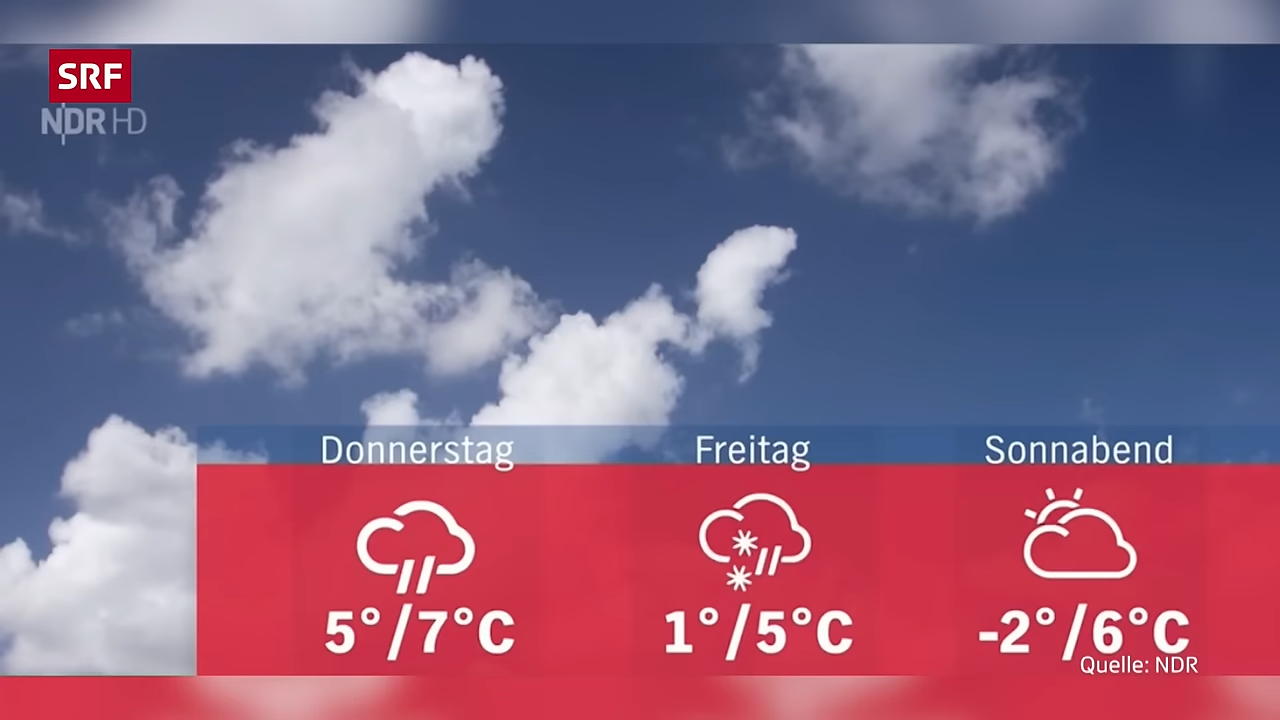 SRF
NDR HD
Donnerstag
Freitag
Sonnabend
5°/7°C
1°/5°C
-2°/6°C
Quelle: NDR